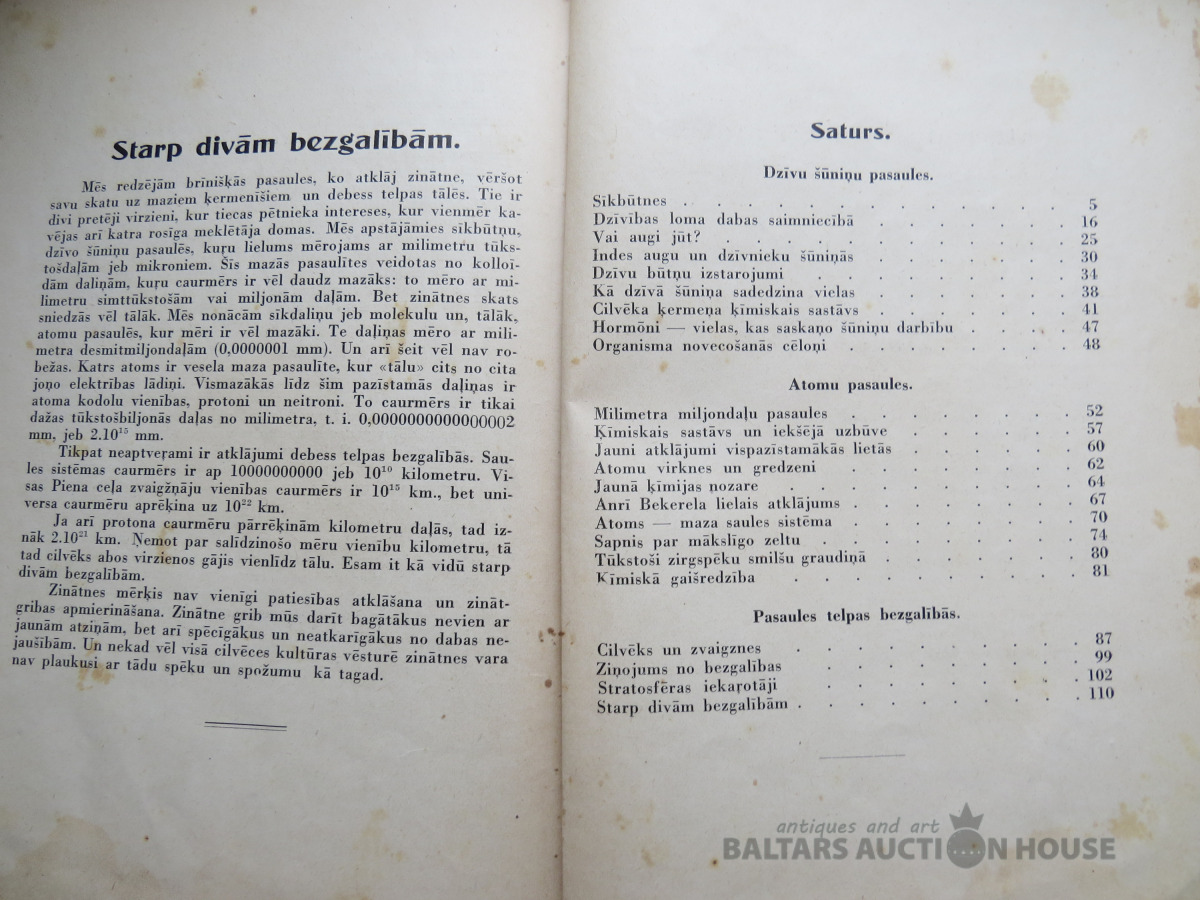 Starp divām bezgalībām.
Mēs redzējām brīnišķās pasaules, ko atklāj zinātne, vēršot
savu skatu uz maziem ķermenīšiem un debess telpas tālēs. Tie ir
divi pretēji virzieni, kur tiecas pētnieka intereses, kur vienmēr ka-
vējas arī katra rosīga meklētāja domas. Mēs apstājāmies sīkbūtņu,
dzīvo šūniņu pasaulēs, kuŗu lielums mērojams ar milimetru tūks-
tošdaļām jeb mikroniem. Šīs mazās pasaulītes veidotas no kolloi-
dām daliņām, kuŗu caurmērs ir vēl daudz mazāks: to mēro ar mi-
limetru simttūkstošām vai miljonām daļām. Bet zinātnes skats
sniedzās vēl tālāk. Mēs nonācām sīkdaliņu jeb molekulu un, tālāk,
atomu pasaulēs, kur mēri ir vēl mazāki. Te daļiņas mēro ar mili-
metra desmitmiljondaļām (0,0000001 mm). Un arī šeit vēl nav ro-
bežas. Katrs atoms ir vesela maza pasaulīte, kur «tālu» cits no cita
joņo elektrības lādiņi. Vismazākās līdz šim pazīstamās daļiņas ir
atoma kodolu vienības, protoni un neitroni. To caurmērs ir tikai
dažas tūkstošbiljonās daļas no milimetra, t. i. 0,0000000000000002
mm, jeb 2.10¹⁵ mm.
Tikpat neaptveŗami ir atklājumi debess telpas bezgalībās. Sau-
les sistēmas caurmērs ir ap 10000000000 jeb 10¹⁰ kilometru. Vi-
sas Piena ceļa zvaigžņāju vienības caurmērs ir 10¹⁵ km., bet uni-
versa caurmēru aprēķina uz 10²² km.
Ja arī protona caurmēru pārrēķinām kilometru daļās, tad iz-
nāk 2.10²¹ km. Ņemot par salīdzinošo mēru vienību kilometru, tā
tad cilvēks abos virzienos gājis vienlīdz tālu. Esam it kā vidū starp
divām bezgalībām.
Zinātnes mērķis nav vienīgi patiesības atklāšana un zināt-
gribas apmierināšana. Zinātne grib mūs darīt bagātākus nevien ar
jaunām atziņām, bet arī spēcīgākus un neatkarīgākus no dabas ne-
jaušībām. Un nekad vēl visā cilvēces kultūras vēsturē zinātnes vara
nav plaukusi ar tādu spēku un spožumu kā tagad.
Saturs.
Dzīvu šūniņu pasaules.
Sīkbūtnes . . . . . . . . . . . . 5
Dzīvības loma dabas saimniecībā . . . . . . 16
Vai augi jūt? . . . . . . . . . . . 25
Indes augu un dzīvnieku šūniņās . . . . . . 30
Dzīvu būtņu izstarojumi . . . . . . . . 34
Kā dzīvā šūniņa sadedzina vielas . . . . . . 38
Cilvēka ķermeņa ķīmiskais sastāvs . . . . . . 41
Hormōni — vielas, kas saskaņo šūniņu darbību . . . . 47
Organisma novecošanās cēloņi . . . . . . . 48
Atomu pasaules.
Milimetra miljondaļu pasaules . . . . . . . 52
Ķīmiskais sastāvs un iekšējā uzbūve . . . . . . 57
Jauni atklājumi vispazīstamākās lietās . . . . . 60
Atomu virknes un gredzeni . . . . . . . 62
Jaunā ķīmijas nozare . . . . . . . . 64
Anrī Bekerela lielais atklājums . . . . . . . 67
Atoms — maza saules sistēma . . . . . . . 70
Sapnis par mākslīgo zeltu . . . . . . . . 74
Tūkstoši zirgspēku smilšu graudiņā . . . . . . 80
Ķīmiskā gaišredzība . . . . . . . . . 81
Pasaules telpas bezgalībās.
Cilvēks un zvaigznes . . . . . . . . . 87
Ziņojums no bezgalības . . . . . . . . 99
Stratosfēras iekaŗotāji . . . . . . . . 102
Starp divām bezgalībām . . . . . . . . . 110
antiques and art
BALTARS AUCTION HOUSE